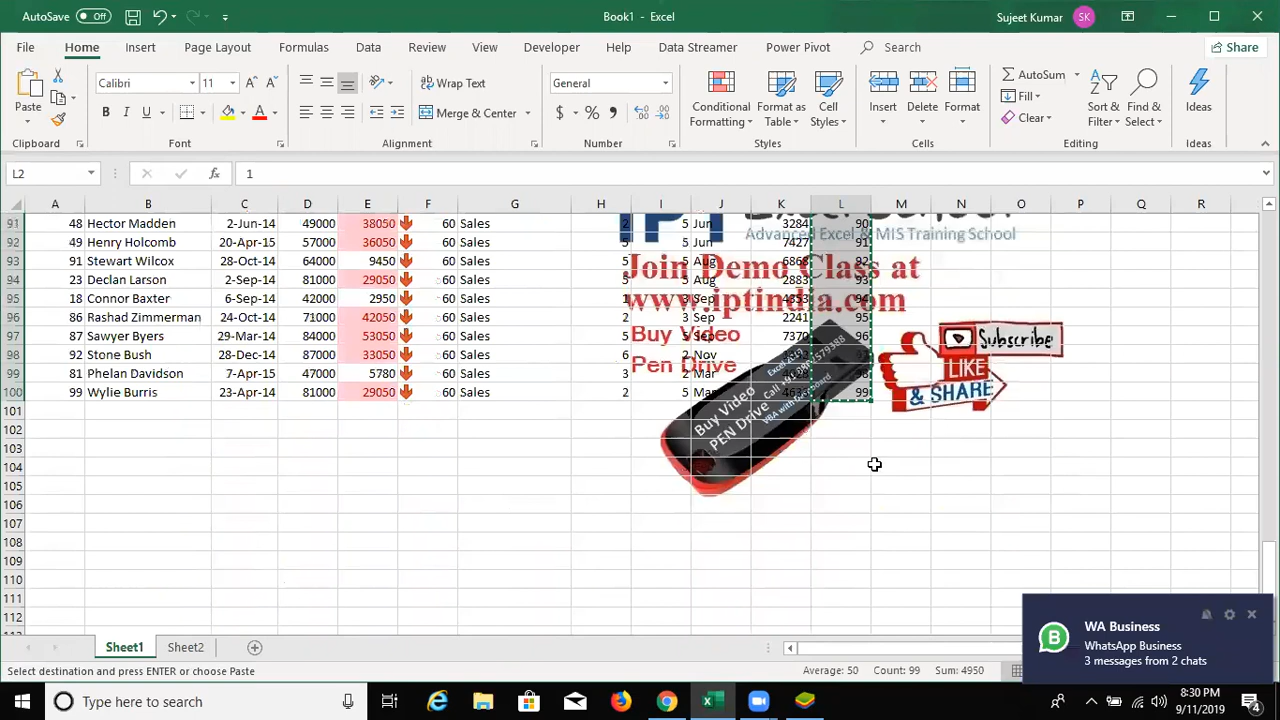 AutoSave Off Book1 - Excel Sujeet Kumar SK
File Home Insert Page Layout Formulas Data Review View Developer Help Data Streamer Power Pivot Search Share
Paste Calibri 11 Wrap Text General AutoSum
Merge & Center Conditional Formatting Format as Table Cell Styles Insert Delete Format Fill Clear Sort & Filter Find & Select Ideas
Clipboard Font Alignment Number Styles Cells Editing Ideas
L2 fx 1
A B C D E F G H I J K L M N O P Q R
91 48 Hector Madden 2-Jun-14 49000 38050 60 Sales 2 5 Jun 3284 90
92 49 Henry Holcomb 20-Apr-15 57000 36050 60 Sales 5 5 Jun 7427 91
93 91 Stewart Wilcox 28-Oct-14 64000 9450 60 Sales 5 5 Aug 6868 92
94 23 Declan Larson 2-Sep-14 81000 29050 60 Sales 5 5 Aug 2883 93
95 18 Connor Baxter 6-Sep-14 42000 2950 60 Sales 1 3 Sep 4353 94
96 86 Rashad Zimmerman 24-Oct-14 71000 42050 60 Sales 2 3 Sep 2241 95
97 87 Sawyer Byers 29-Mar-14 84000 53050 60 Sales 5 5 Sep 7370 96
98 92 Stone Bush 28-Dec-14 87000 33050 60 Sales 6 2 Nov 97
99 81 Phelan Davidson 7-Apr-15 47000 5780 60 Sales 3 2 Mar 98
100 99 Wylie Burris 23-Apr-14 81000 29050 60 Sales 2 5 Mar 99
101
102
103
104
105
106
107
108
109
110
111
112
Advanced Excel & MIS Training School
Join Demo Class at
www.iptindia.com
Buy Video
Pen Drive
Buy Video
PEN Drive
Subscribe
LIKE
& SHARE
WA Business
WhatsApp Business
3 messages from 2 chats
Sheet1 Sheet2
Select destination and press ENTER or choose Paste Average: 50 Count: 99 Sum: 4950
Type here to search 8:30 PM
9/11/2019 4